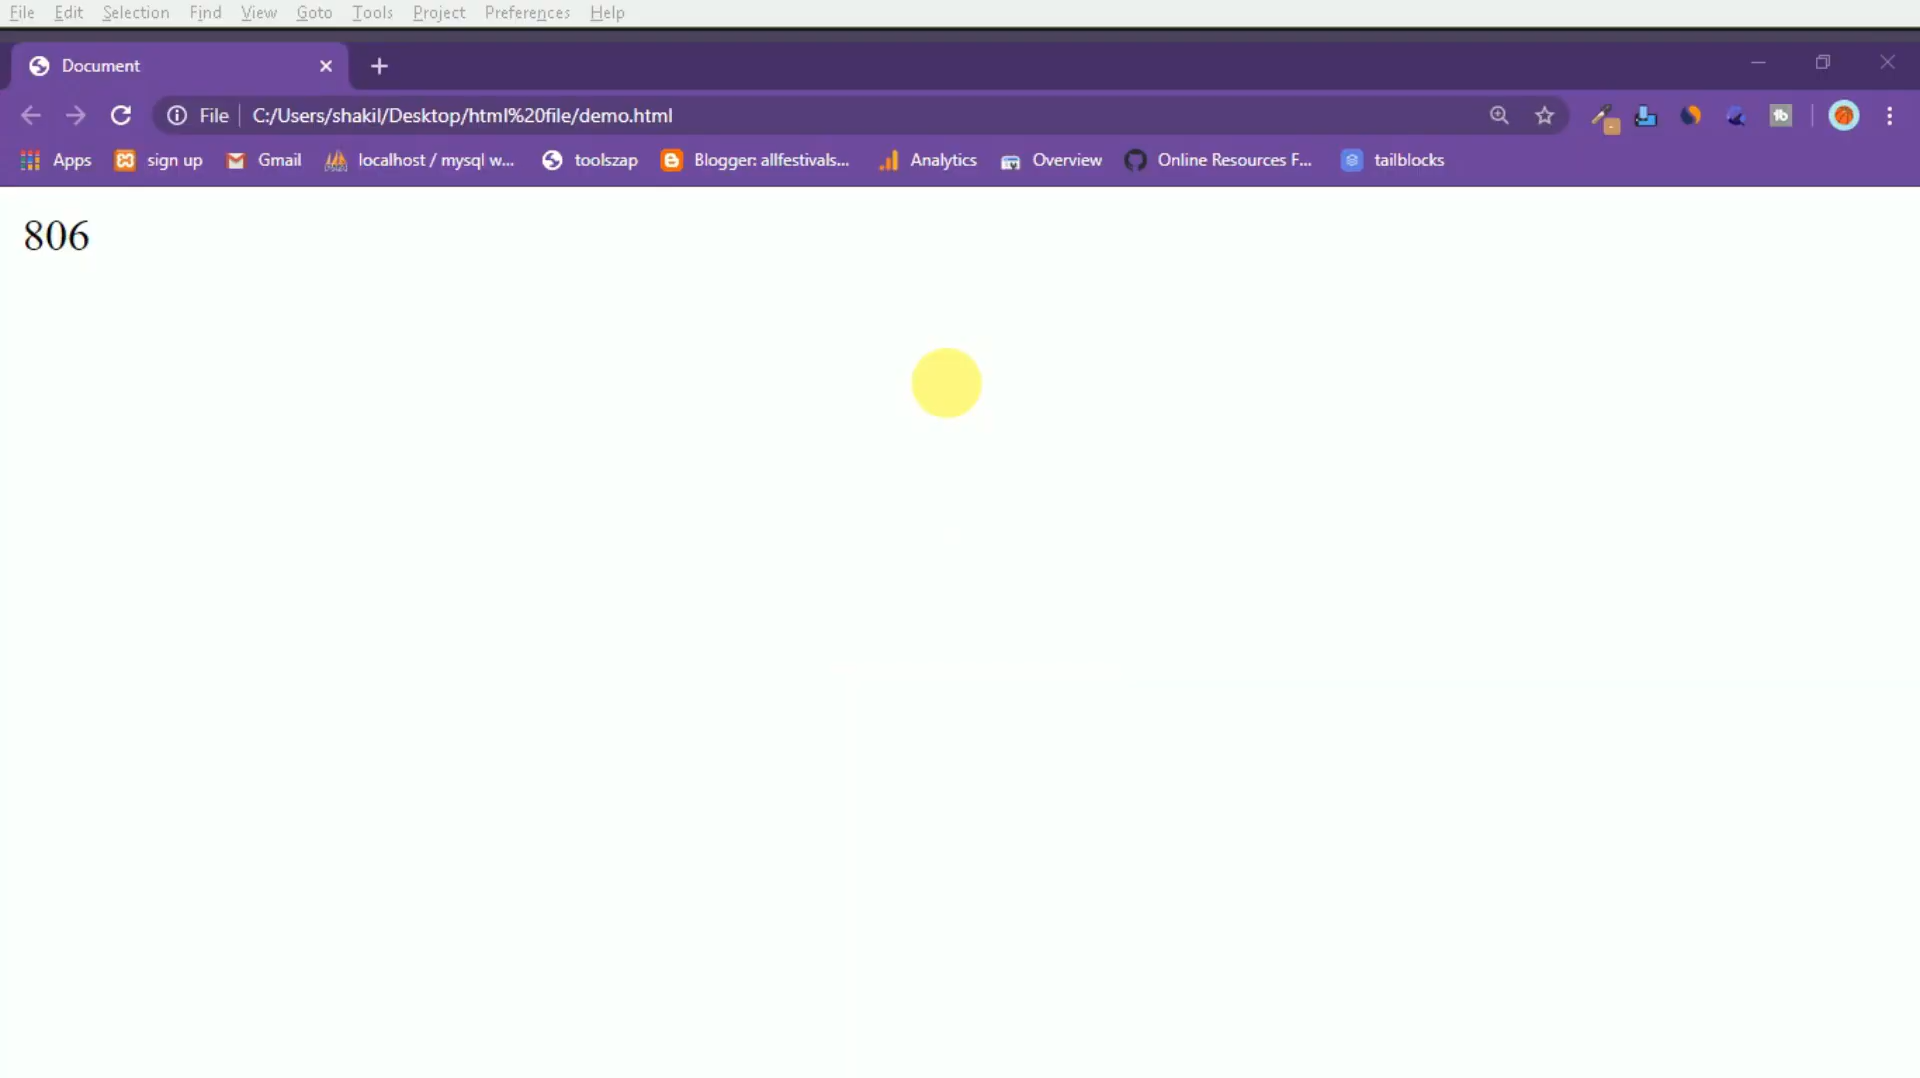 File Edit Selection Find View Goto Tools Project Preferences Help
Document
File C:/Users/shakil/Desktop/html%20file/demo.html
Apps sign up Gmail localhost / mysql w... toolszap Blogger: allfestivals... Analytics Overview Online Resources F... tailblocks
806